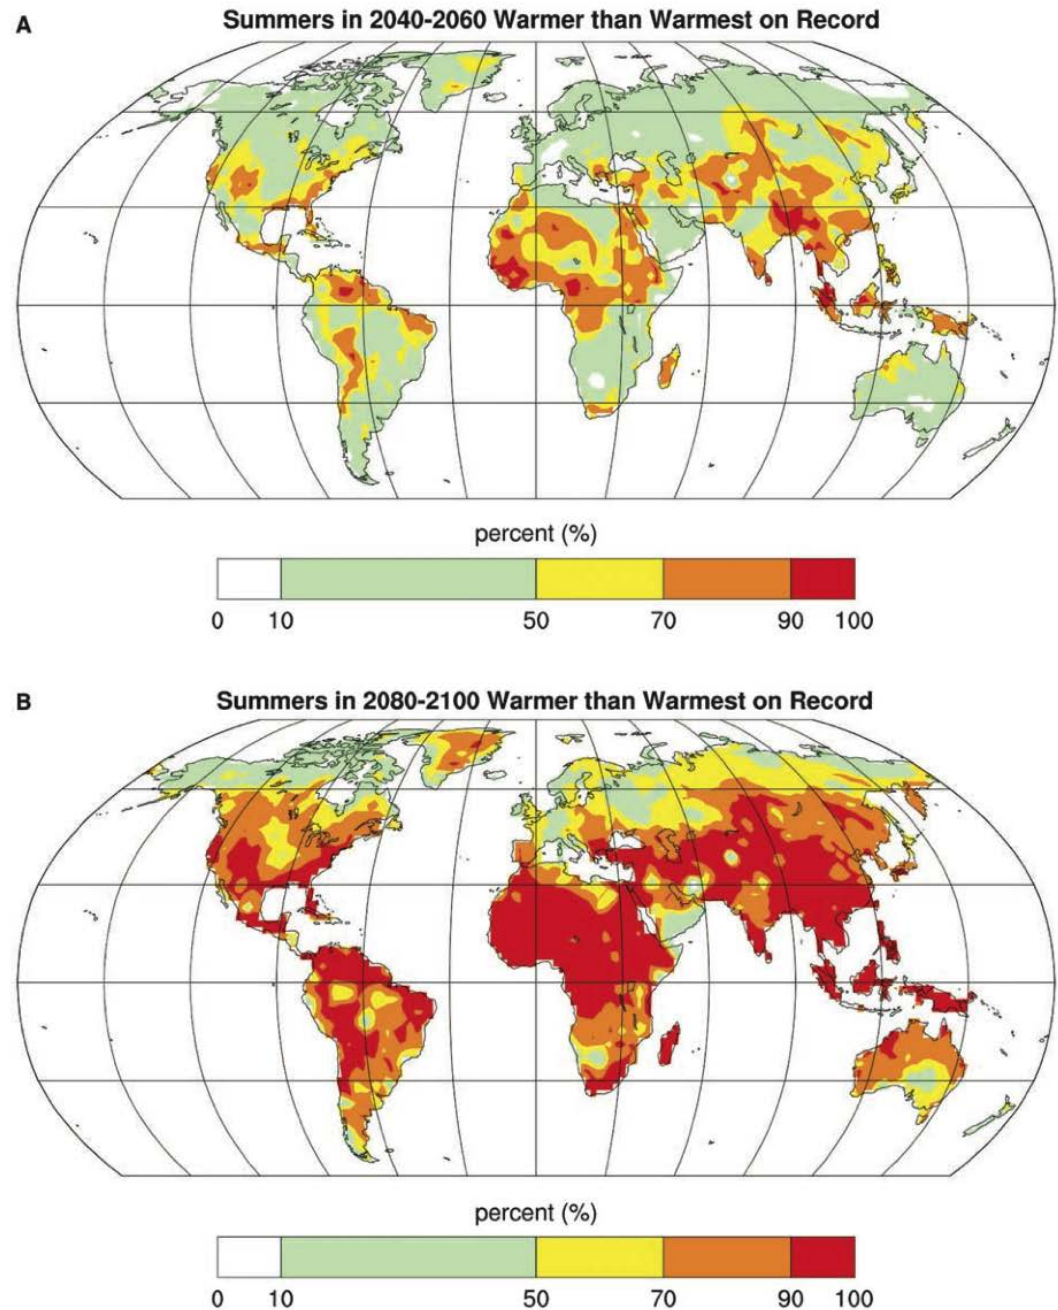 A
Summers in 2040-2060 Warmer than Warmest on Record
percent (%)
0 10 50 70 90 100
B
Summers in 2080-2100 Warmer than Warmest on Record
percent (%)
0 10 50 70 90 100